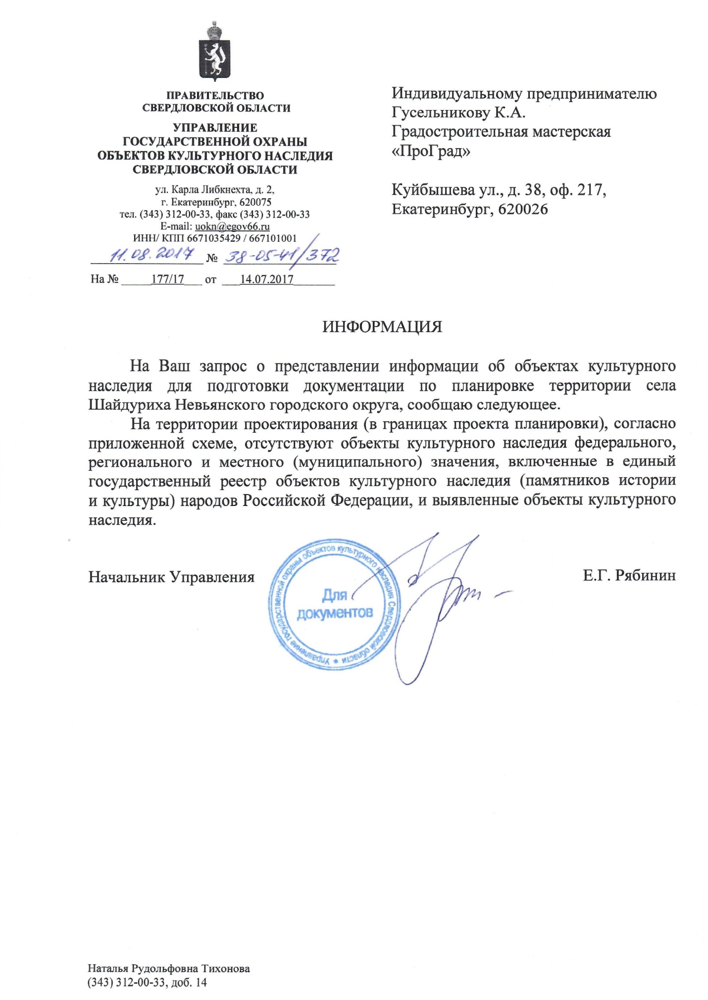 ПРАВИТЕЛЬСТВО
СВЕРДЛОВСКОЙ ОБЛАСТИ
УПРАВЛЕНИЕ
ГОСУДАРСТВЕННОЙ ОХРАНЫ
ОБЪЕКТОВ КУЛЬТУРНОГО НАСЛЕДИЯ
СВЕРДЛОВСКОЙ ОБЛАСТИ
ул. Карла Либкнехта, д. 2,
г. Екатеринбург, 620075
тел. (343) 312-00-33, факс (343) 312-00-33
E-mail: uokn@egov66.ru
ИНН/ КПП 6671035429 / 667101001
11.08.2017 № 38-05-41/372
На № 177/17 от 14.07.2017
Индивидуальному предпринимателю
Гусельникову К.А.
Градостроительная мастерская
«ПроГрад»
Куйбышева ул., д. 38, оф. 217,
Екатеринбург, 620026
ИНФОРМАЦИЯ
На Ваш запрос о представлении информации об объектах культурного
наследия для подготовки документации по планировке территории села
Шайдуриха Невьянского городского округа, сообщаю следующее.
На территории проектирования (в границах проекта планировки), согласно
приложенной схеме, отсутствуют объекты культурного наследия федерального,
регионального и местного (муниципального) значения, включенные в единый
государственный реестр объектов культурного наследия (памятников истории
и культуры) народов Российской Федерации, и выявленные объекты культурного
наследия.
Начальник Управления
Управление государственной охраны объектов культурного наследия Свердловской области *
Для
документов
Е.Г. Рябинин
Наталья Рудольфовна Тихонова
(343) 312-00-33, доб. 14